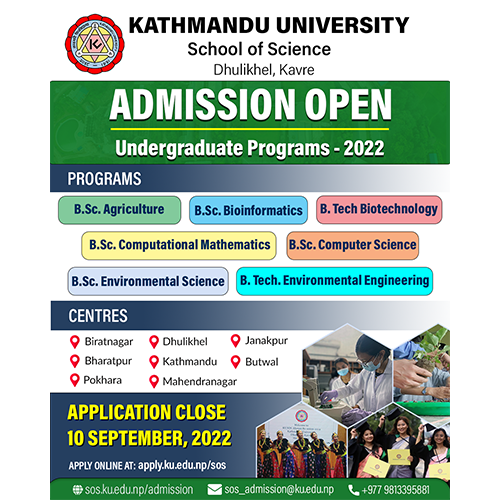 KATHMANDU UNIVERSITY
School of Science
Dhulikhel, Kavre
ADMISSION OPEN
Undergraduate Programs - 2022
PROGRAMS
B.Sc. Agriculture
B.Sc. Bioinformatics
B. Tech Biotechnology
B.Sc. Computational Mathematics
B.Sc. Computer Science
B.Sc. Environmental Science
B. Tech. Environmental Engineering
CENTRES
Biratnagar
Dhulikhel
Janakpur
Bharatpur
Kathmandu
Butwal
Pokhara
Mahendranagar
APPLICATION CLOSE
10 SEPTEMBER, 2022
APPLY ONLINE AT: apply.ku.edu.np/sos
sos.ku.edu.np/admission
sos_admission@ku.edu.np
+977 9813395881